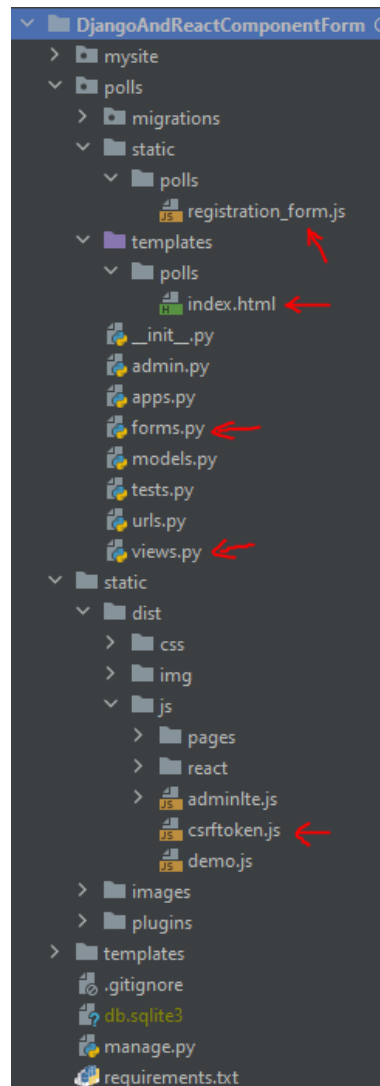 DjangoAndReactComponentForm
mysite
polls
migrations
static
polls
registration_form.js
templates
polls
index.html
__init__.py
admin.py
apps.py
forms.py
models.py
tests.py
urls.py
views.py
static
dist
css
img
js
pages
react
adminlte.js
csrftoken.js
demo.js
images
plugins
templates
.gitignore
db.sqlite3
manage.py
requirements.txt